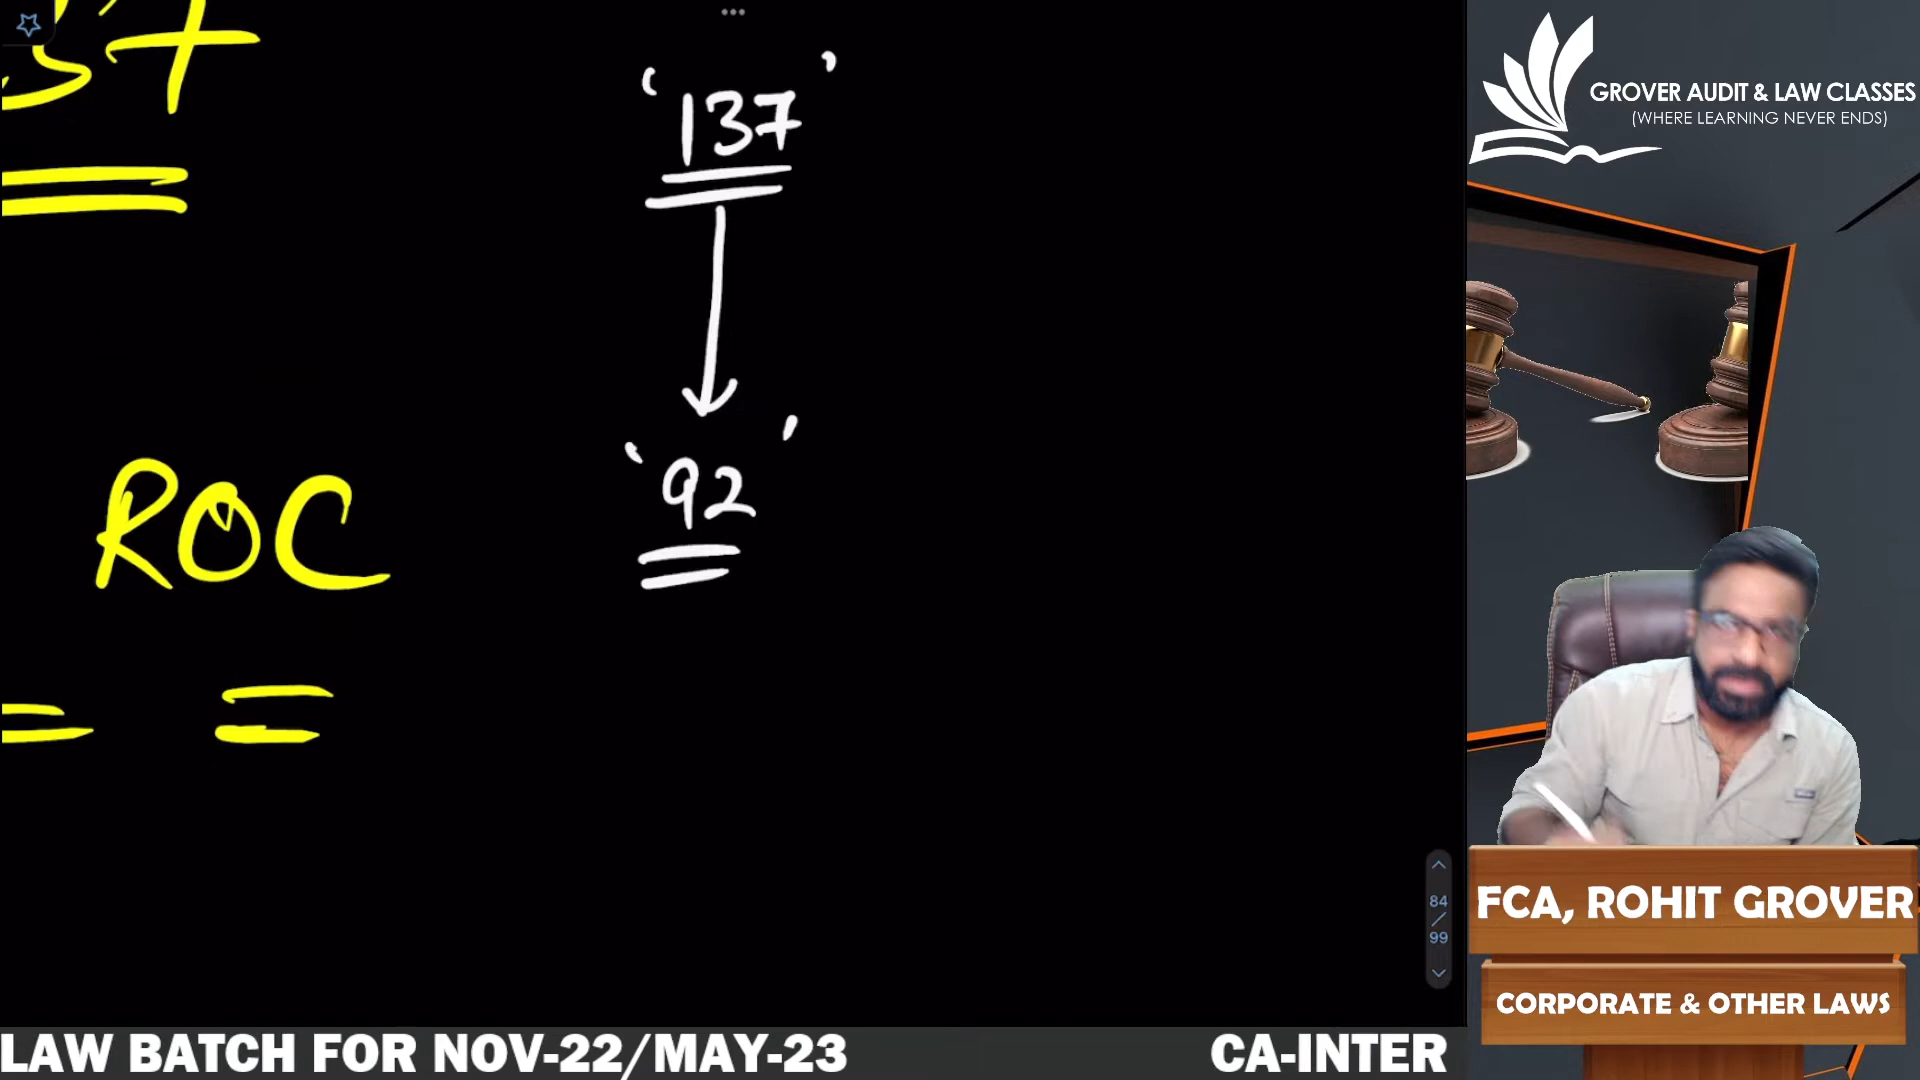 '137'
'92'
ROC
GROVER AUDIT & LAW CLASSES
(WHERE LEARNING NEVER ENDS)
84
99
FCA, ROHIT GROVER
CORPORATE & OTHER LAWS
LAW BATCH FOR NOV-22/MAY-23
CA-INTER